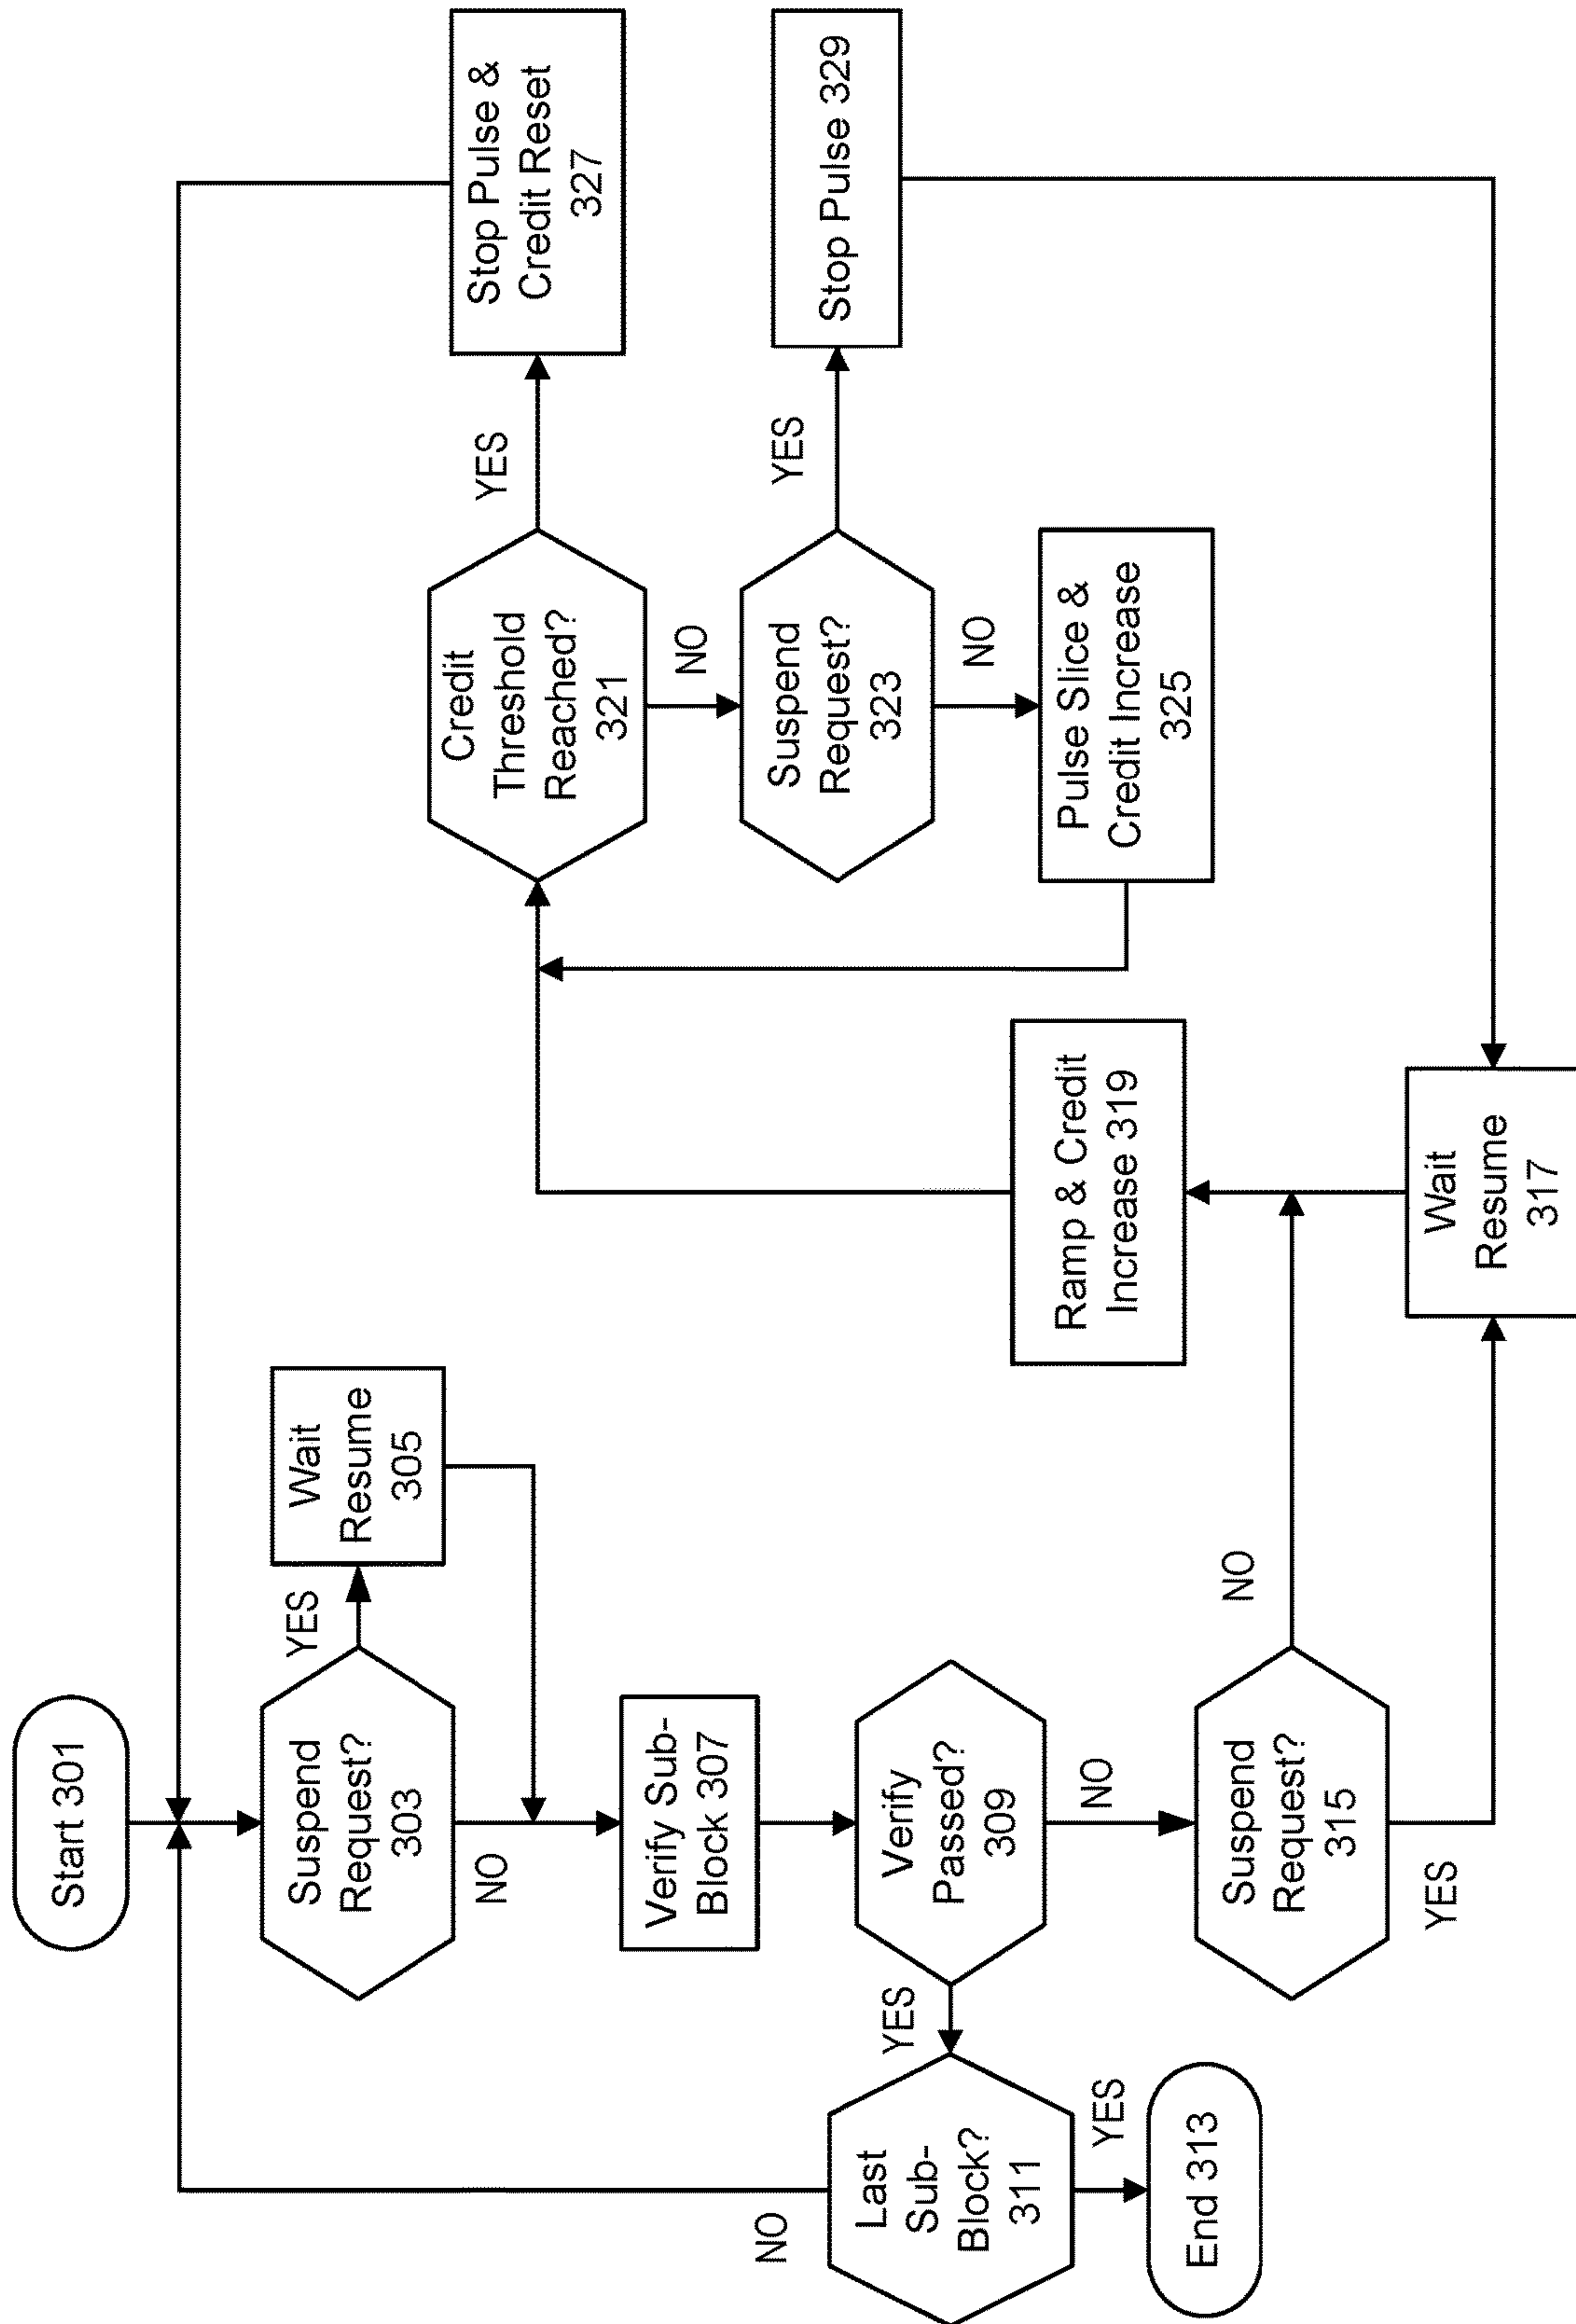 Start 301
Suspend
Request?
303
YES
NO
Wait
Resume
305
Verify Sub-
Block 307
Verify
Passed?
309
YES
NO
Last
Sub-
Block?
311
NO
YES
End 313
Suspend
Request?
315
NO
YES
Wait
Resume
317
Ramp & Credit
Increase 319
Credit
Threshold
Reached?
321
YES
NO
Suspend
Request?
323
YES
NO
Pulse Slice &
Credit Increase
325
Stop Pulse &
Credit Reset
327
Stop Pulse 329